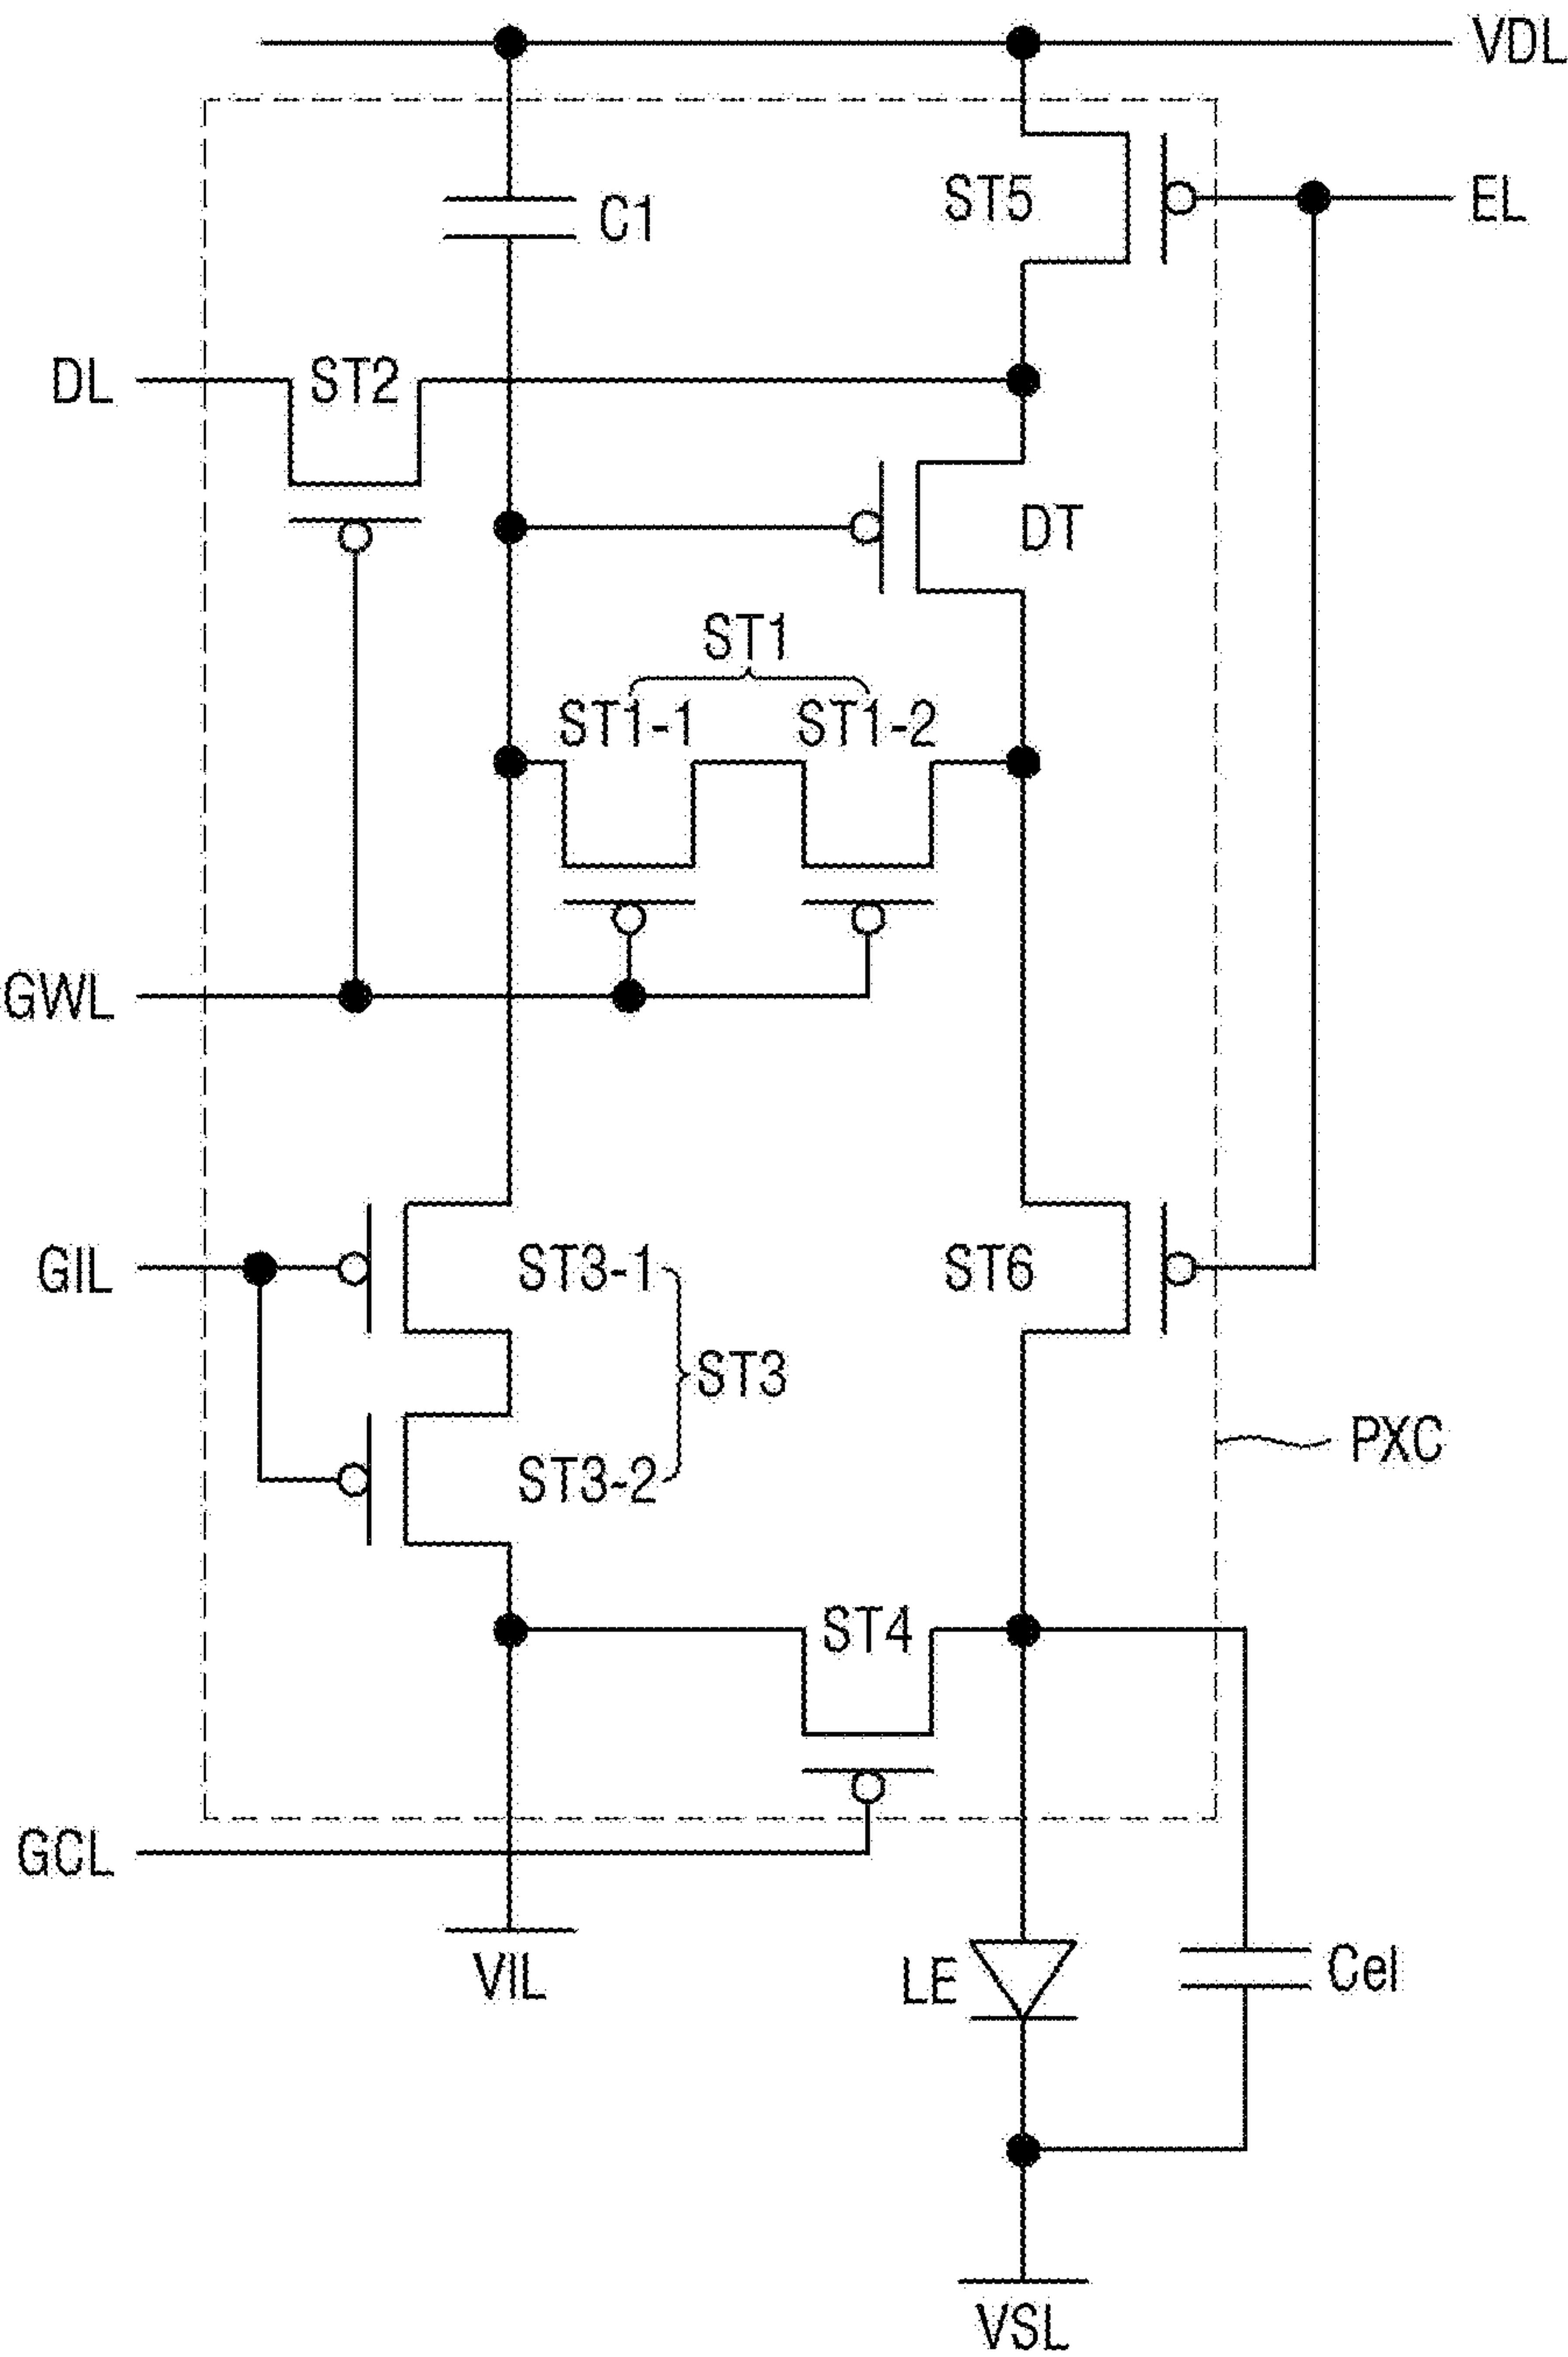 VDL
ST5
EL
C1
DL
ST2
DT
ST1
ST1-1
ST1-2
GWL
GIL
ST3-1
ST6
ST3
PXC
ST3-2
ST4
GCL
VIL
LE
Cel
VSL